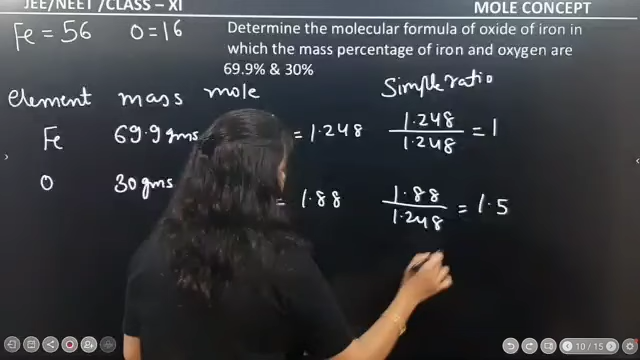 JEE/NEET /CLASS – XI
MOLE CONCEPT
Fe = 56 O = 16
Determine the molecular formula of oxide of iron in
which the mass percentage of iron and oxygen are
69.9% & 30%
element mass mole Simple ratio
Fe 69.9 gms = 1.248 1.248/1.248 = 1
O 30 gms = 1.88 1.88/1.248 = 1.5
10 / 15